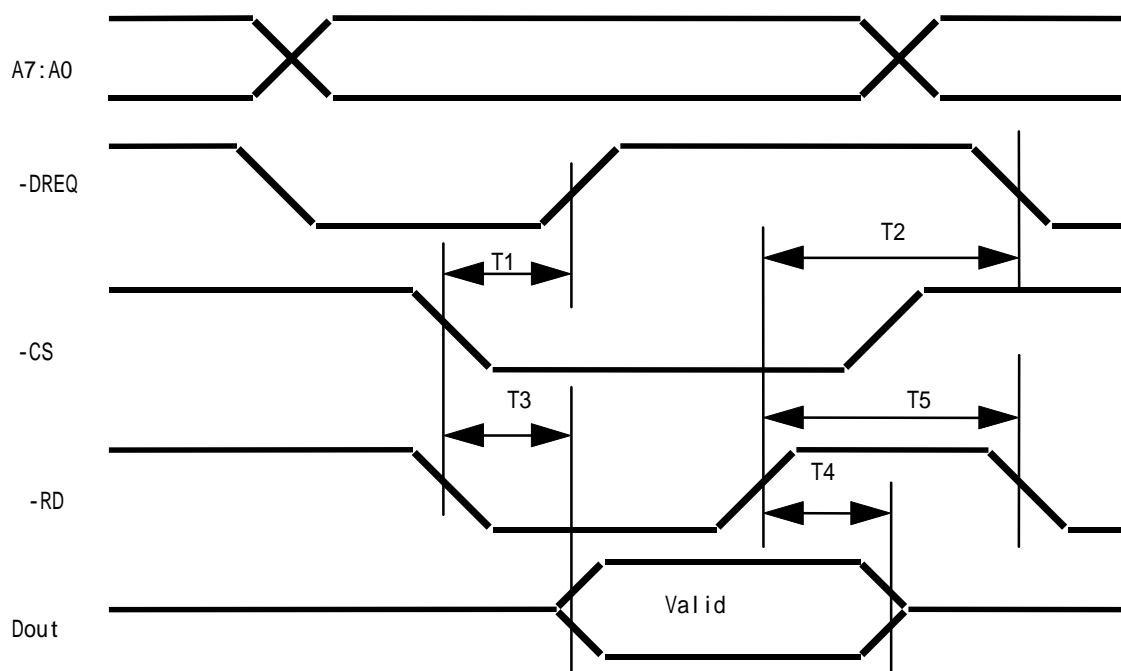 A7:A0
-DREQ
T2
T1
-CS
T3
T5
T4
-RD
Valid
Dout